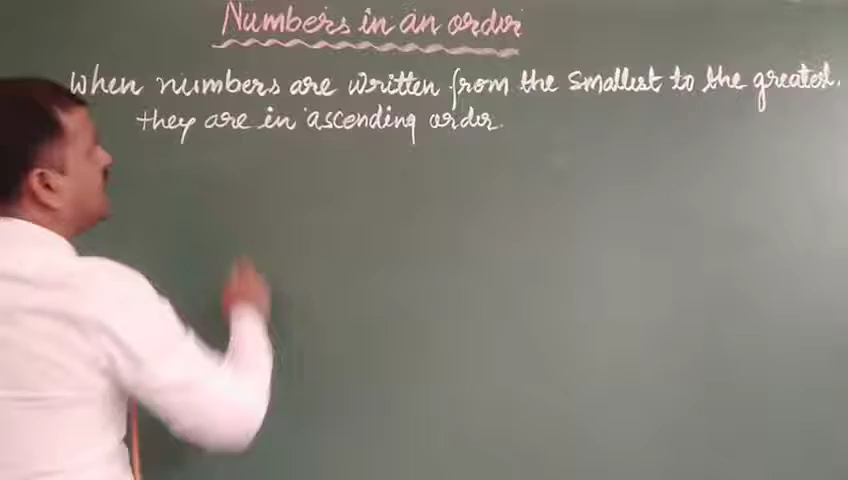 Numbers in an order
When numbers are written from the smallest to the greatest,
they are in ascending order.